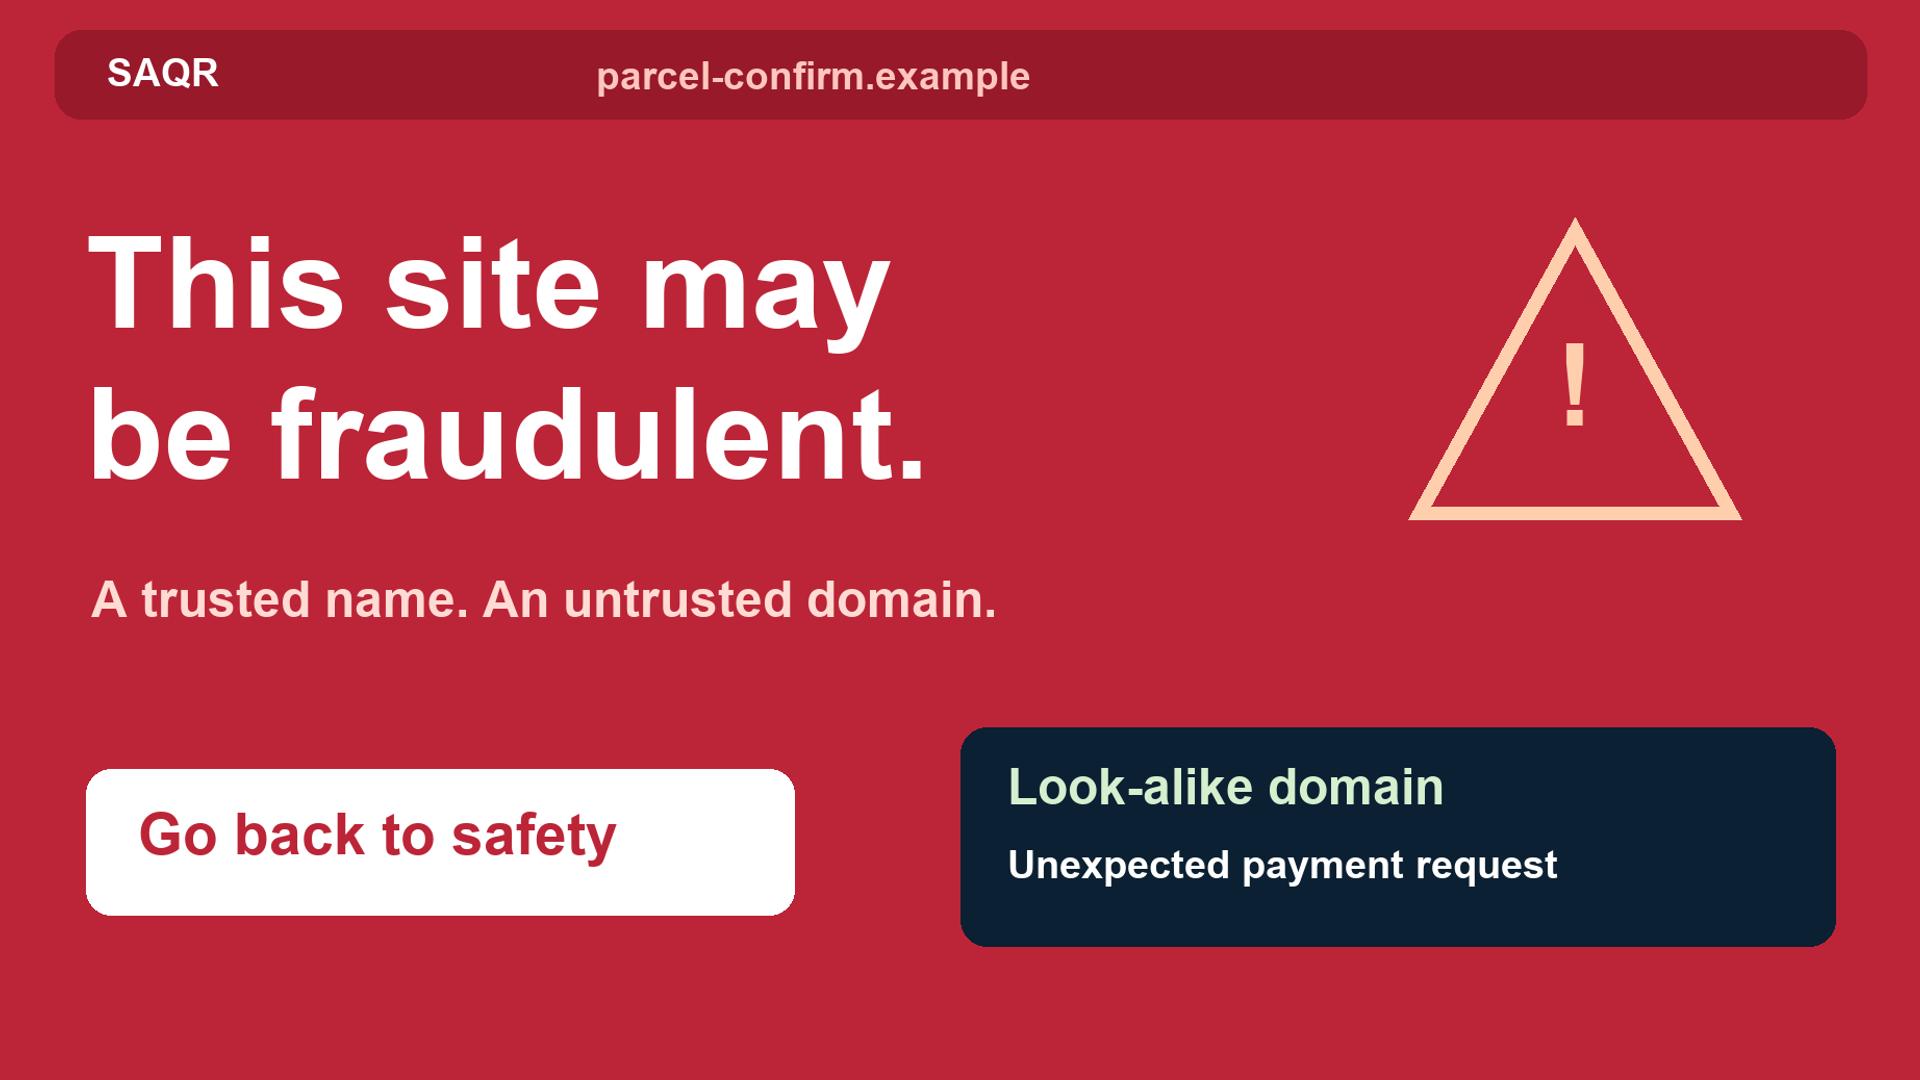 SAQR
parcel-confirm.example
This site may
be fraudulent.
!
A trusted name. An untrusted domain.
Go back to safety
Look-alike domain
Unexpected payment request